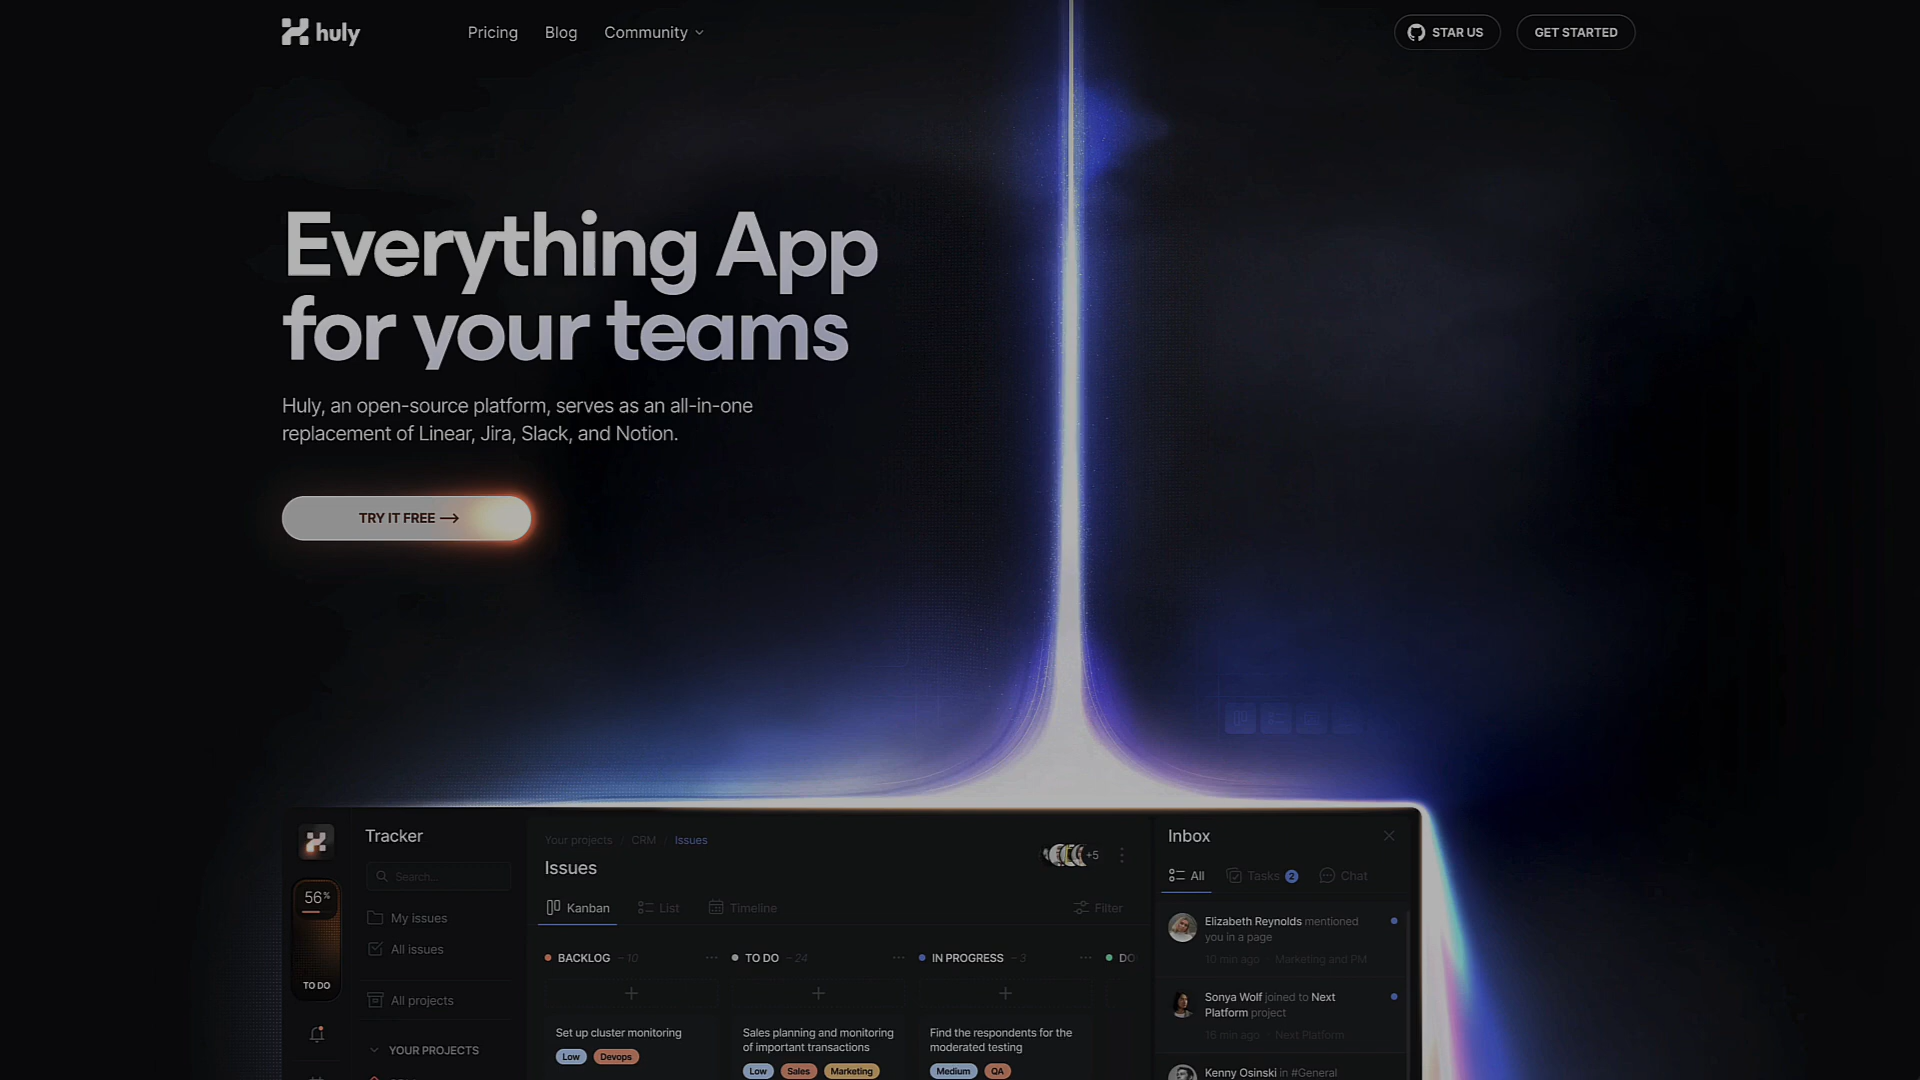 huly
Pricing
Blog
Community
STAR US
GET STARTED
Everything App
for your teams
Huly, an open-source platform, serves as an all-in-one
replacement of Linear, Jira, Slack, and Notion.
TRY IT FREE →
56%
TO DO
Tracker
Search...
My issues
All issues
All projects
YOUR PROJECTS
Your projects / CRM / Issues
Issues
+5
Kanban
List
Timeline
Filter
BACKLOG – 10
Set up cluster monitoring
Low Devops
TO DO – 24
Sales planning and monitoring
of important transactions
Low Sales Marketing
IN PROGRESS – 3
Find the respondents for the
moderated testing
Medium QA
DO
Inbox
All
Tasks 2
Chat
Elizabeth Reynolds mentioned
you in a page
10 min ago · Marketing and PM
Sonya Wolf joined to Next
Platform project
16 min ago · Next Platform
Kenny Osinski in #General